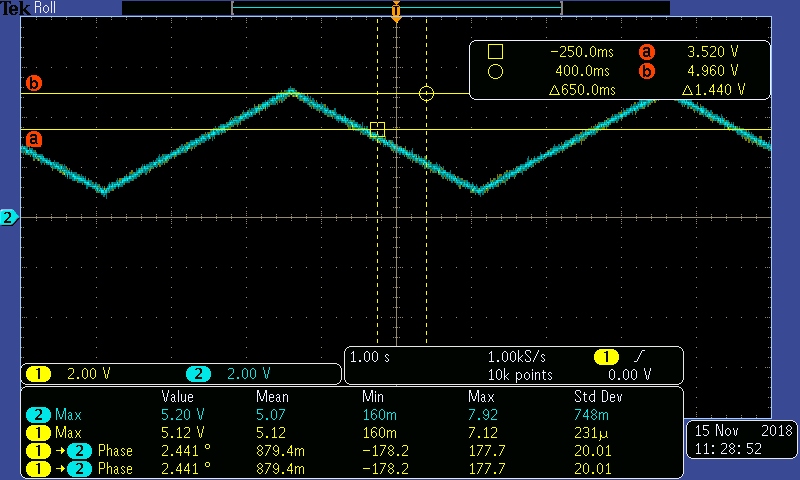 Tek Roll
T
□ −250.0ms a 3.520 V
○ 400.0ms b 4.960 V
△650.0ms △1.440 V
b
a
2
1 2.00 V 2 2.00 V
1.00 s 1.00kS/s 1 ∫
10k points 0.00 V
Value Mean Min Max Std Dev
2 Max 5.20 V 5.07 160m 7.92 748m
1 Max 5.12 V 5.12 160m 7.12 231µ
1 →2 Phase 2.441 ° 879.4m −178.2 177.7 20.01
1 →2 Phase 2.441 ° 879.4m −178.2 177.7 20.01
15 Nov 2018
11:28:52